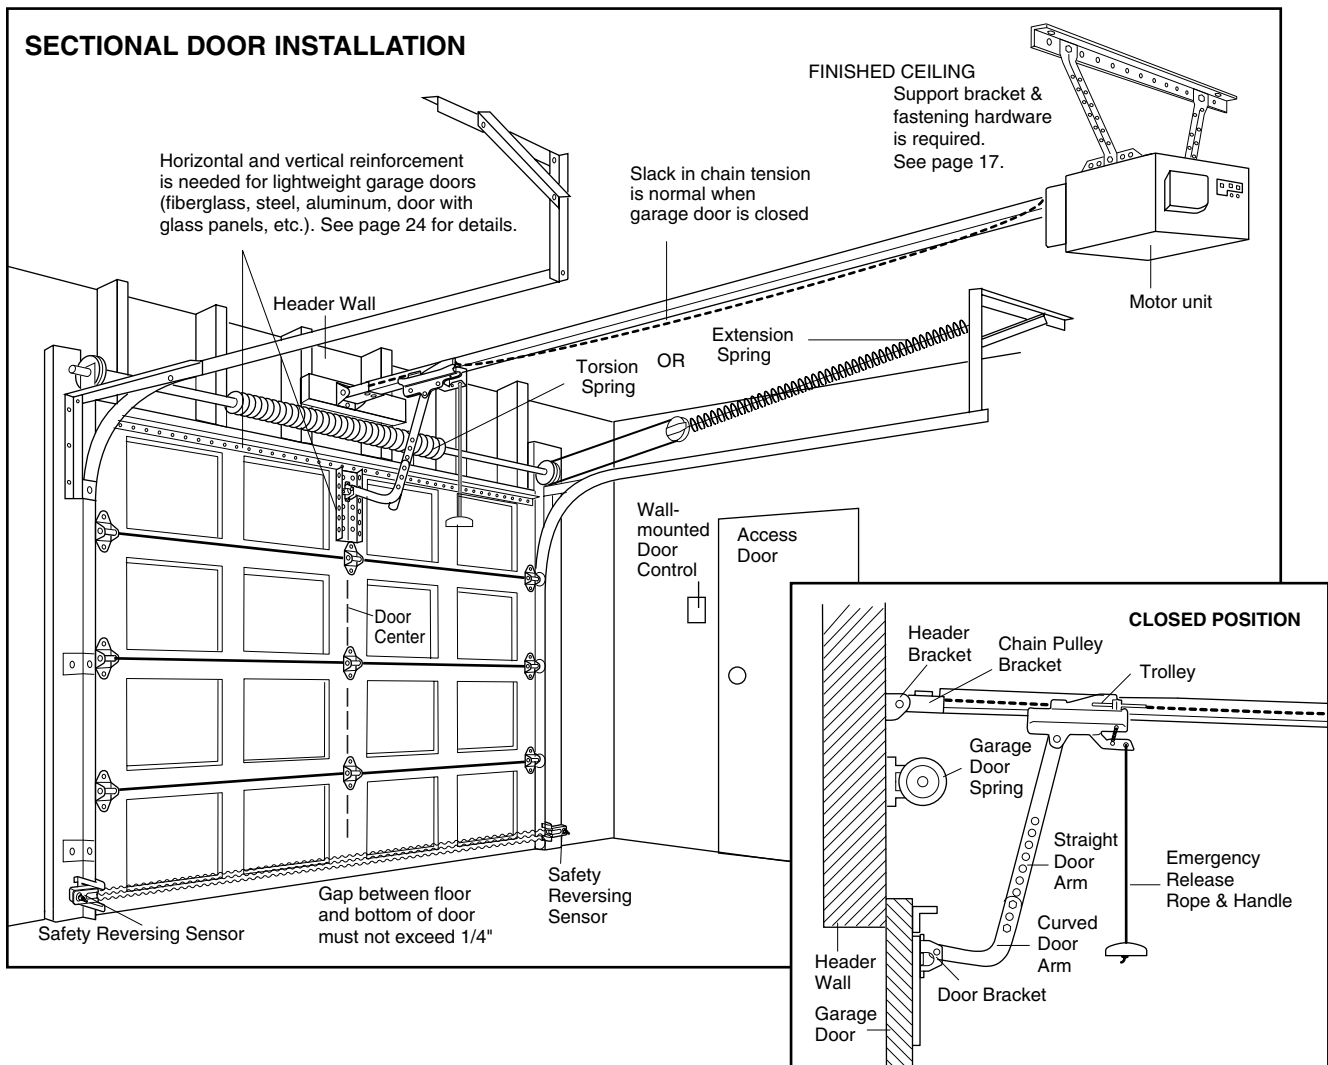 SECTIONAL DOOR INSTALLATION
FINISHED CEILING
Support bracket &
fastening hardware
is required.
See page 17.
Horizontal and vertical reinforcement
is needed for lightweight garage doors
(fiberglass, steel, aluminum, door with
glass panels, etc.). See page 24 for details.
Slack in chain tension
is normal when
garage door is closed
Header Wall
Motor unit
Torsion
Spring
OR
Extension
Spring
Wall-
mounted
Door
Control
Access
Door
Door
Center
Gap between floor
and bottom of door
must not exceed 1/4"
Safety
Reversing
Sensor
Safety Reversing Sensor
CLOSED POSITION
Header
Bracket
Chain Pulley
Bracket
Trolley
Garage
Door
Spring
Straight
Door
Arm
Emergency
Release
Rope & Handle
Curved
Door
Arm
Header
Wall
Door Bracket
Garage
Door